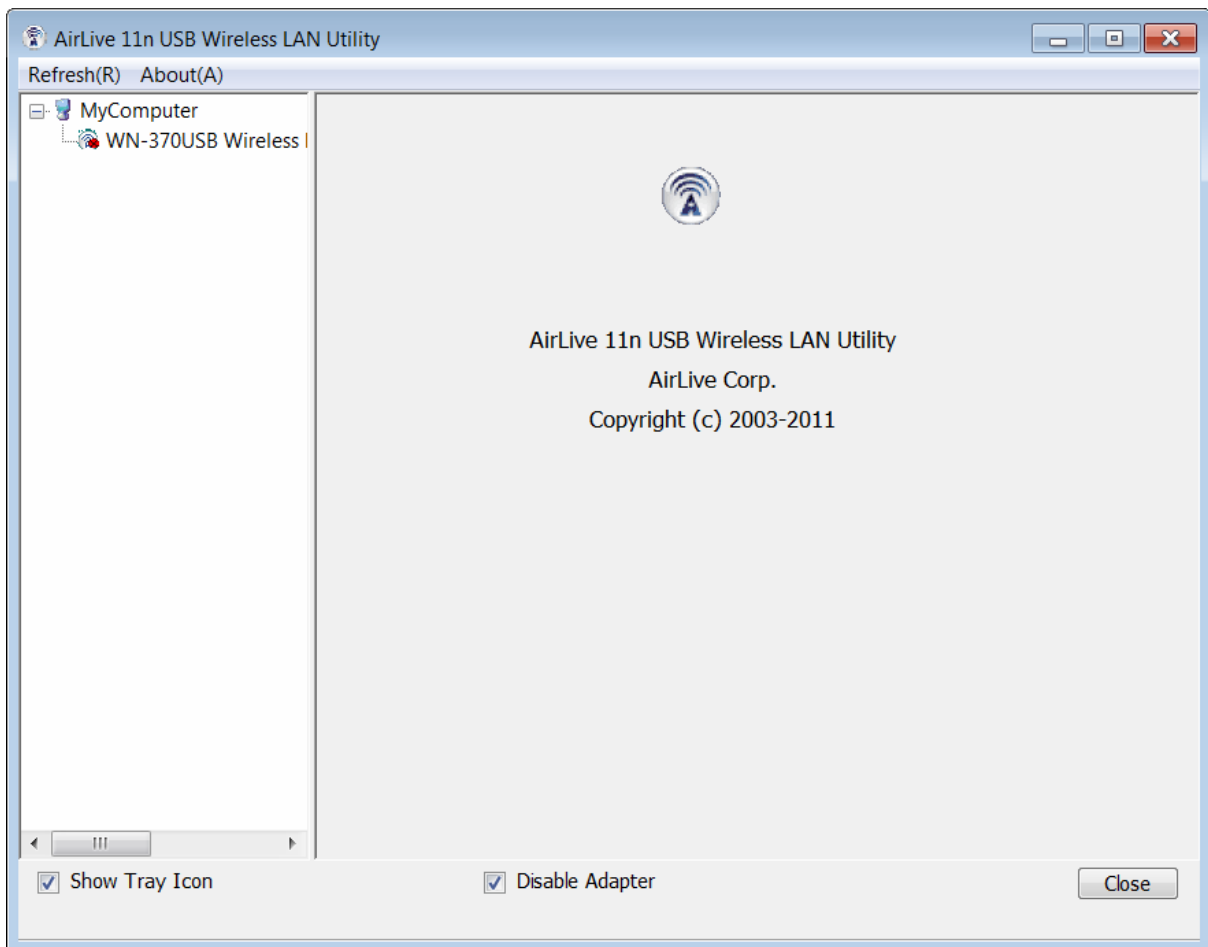 AirLive 11n USB Wireless LAN Utility
Refresh(R) About(A)
MyComputer
WN-370USB Wireless
AirLive 11n USB Wireless LAN Utility
AirLive Corp.
Copyright (c) 2003-2011
Show Tray Icon
Disable Adapter
Close